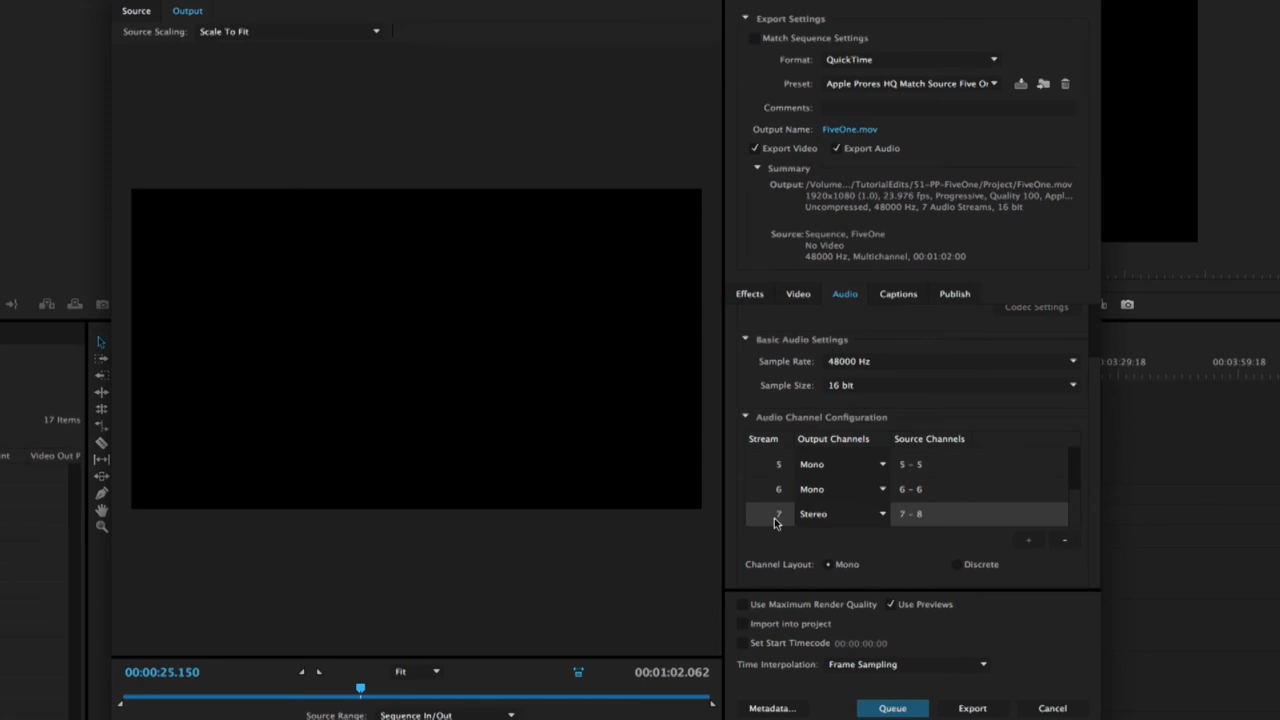 Source
Output
Source Scaling:
Scale To Fit
Export Settings
Match Sequence Settings
Format:
QuickTime
Preset:
Apple Prores HQ Match Source Five Or
Comments:
Output Name:
FiveOne.mov
Export Video
Export Audio
Summary
Output: /Volume.../TutorialEdits/51-PP-FiveOne/Project/FiveOne.mov
1920x1080 (1.0), 23.976 fps, Progressive, Quality 100, Appl...
Uncompressed, 48000 Hz, 7 Audio Streams, 16 bit
Source: Sequence, FiveOne
No Video
48000 Hz, Multichannel, 00:01:02:00
Effects
Video
Audio
Captions
Publish
Codec Settings
Basic Audio Settings
Sample Rate:
48000 Hz
Sample Size:
16 bit
Audio Channel Configuration
Stream
Output Channels
Source Channels
5
Mono
5 - 5
6
Mono
6 - 6
7
Stereo
7 - 8
+
-
Channel Layout:
Mono
Discrete
Use Maximum Render Quality
Use Previews
Import into project
Set Start Timecode
00:00:00:00
Time Interpolation:
Frame Sampling
Metadata...
Queue
Export
Cancel
00:00:25.150
Fit
00:01:02.062
Source Range:
Sequence In/Out
17 Items
nt
Video Out P
:03:29:18
00:03:59:18